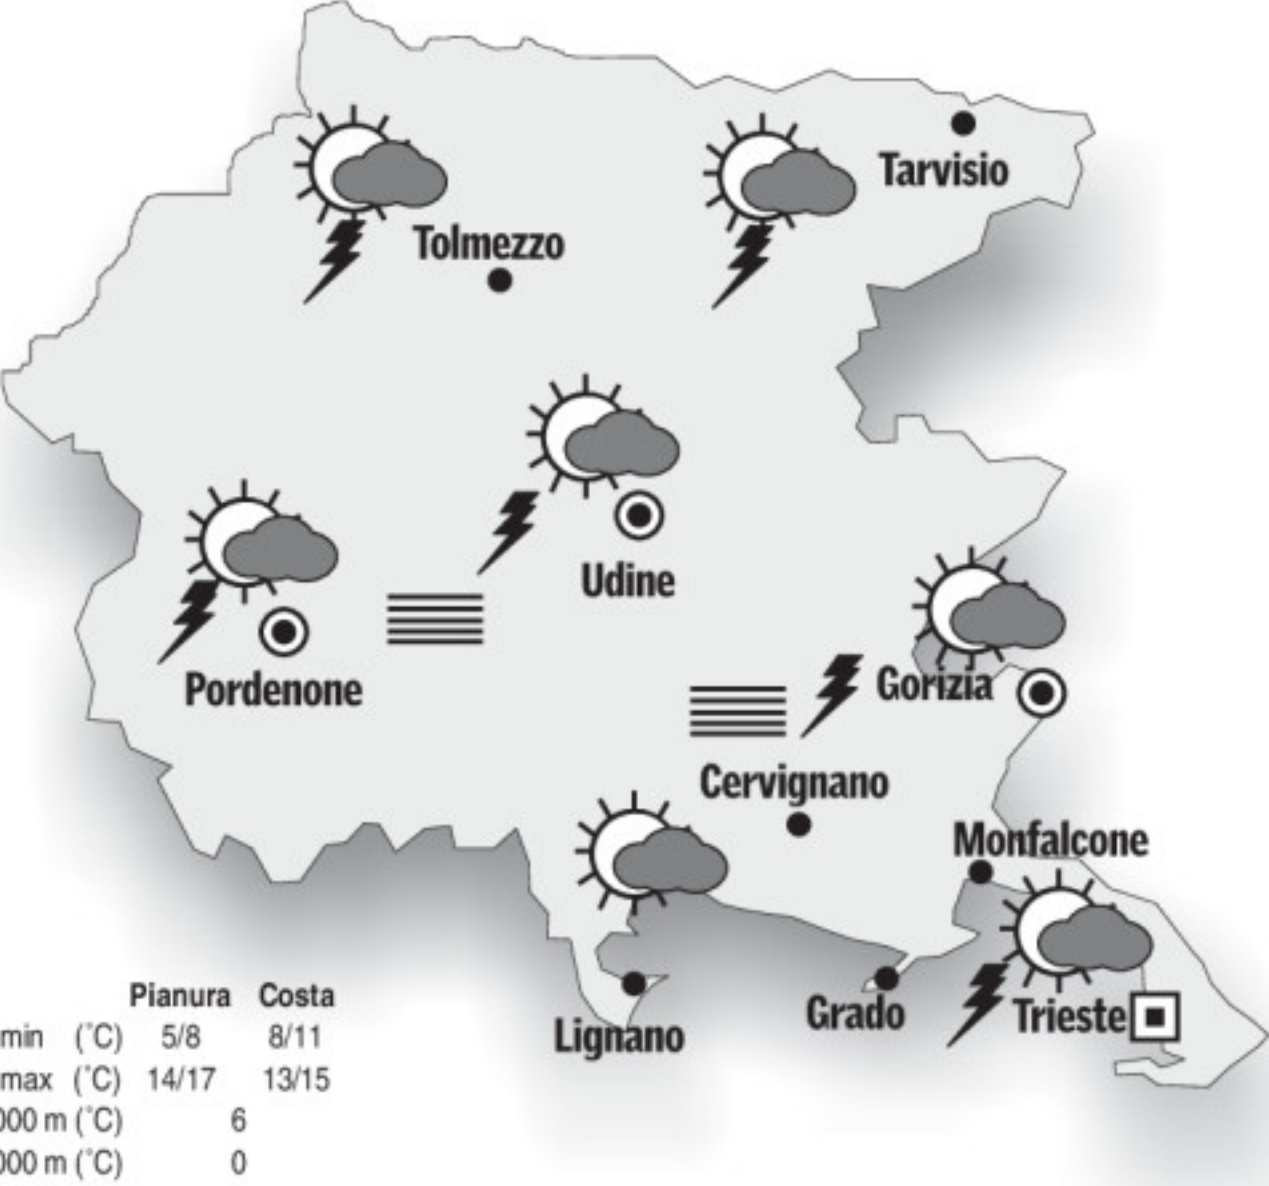 Tarvisio
Tolmezzo
Udine
Pordenone
Gorizia
Cervignano
Monfalcone
Grado
Trieste
Lignano
Pianura Costa
min (°C) 5/8 8/11
max (°C) 14/17 13/15
000 m (°C) 6
000 m (°C) 0